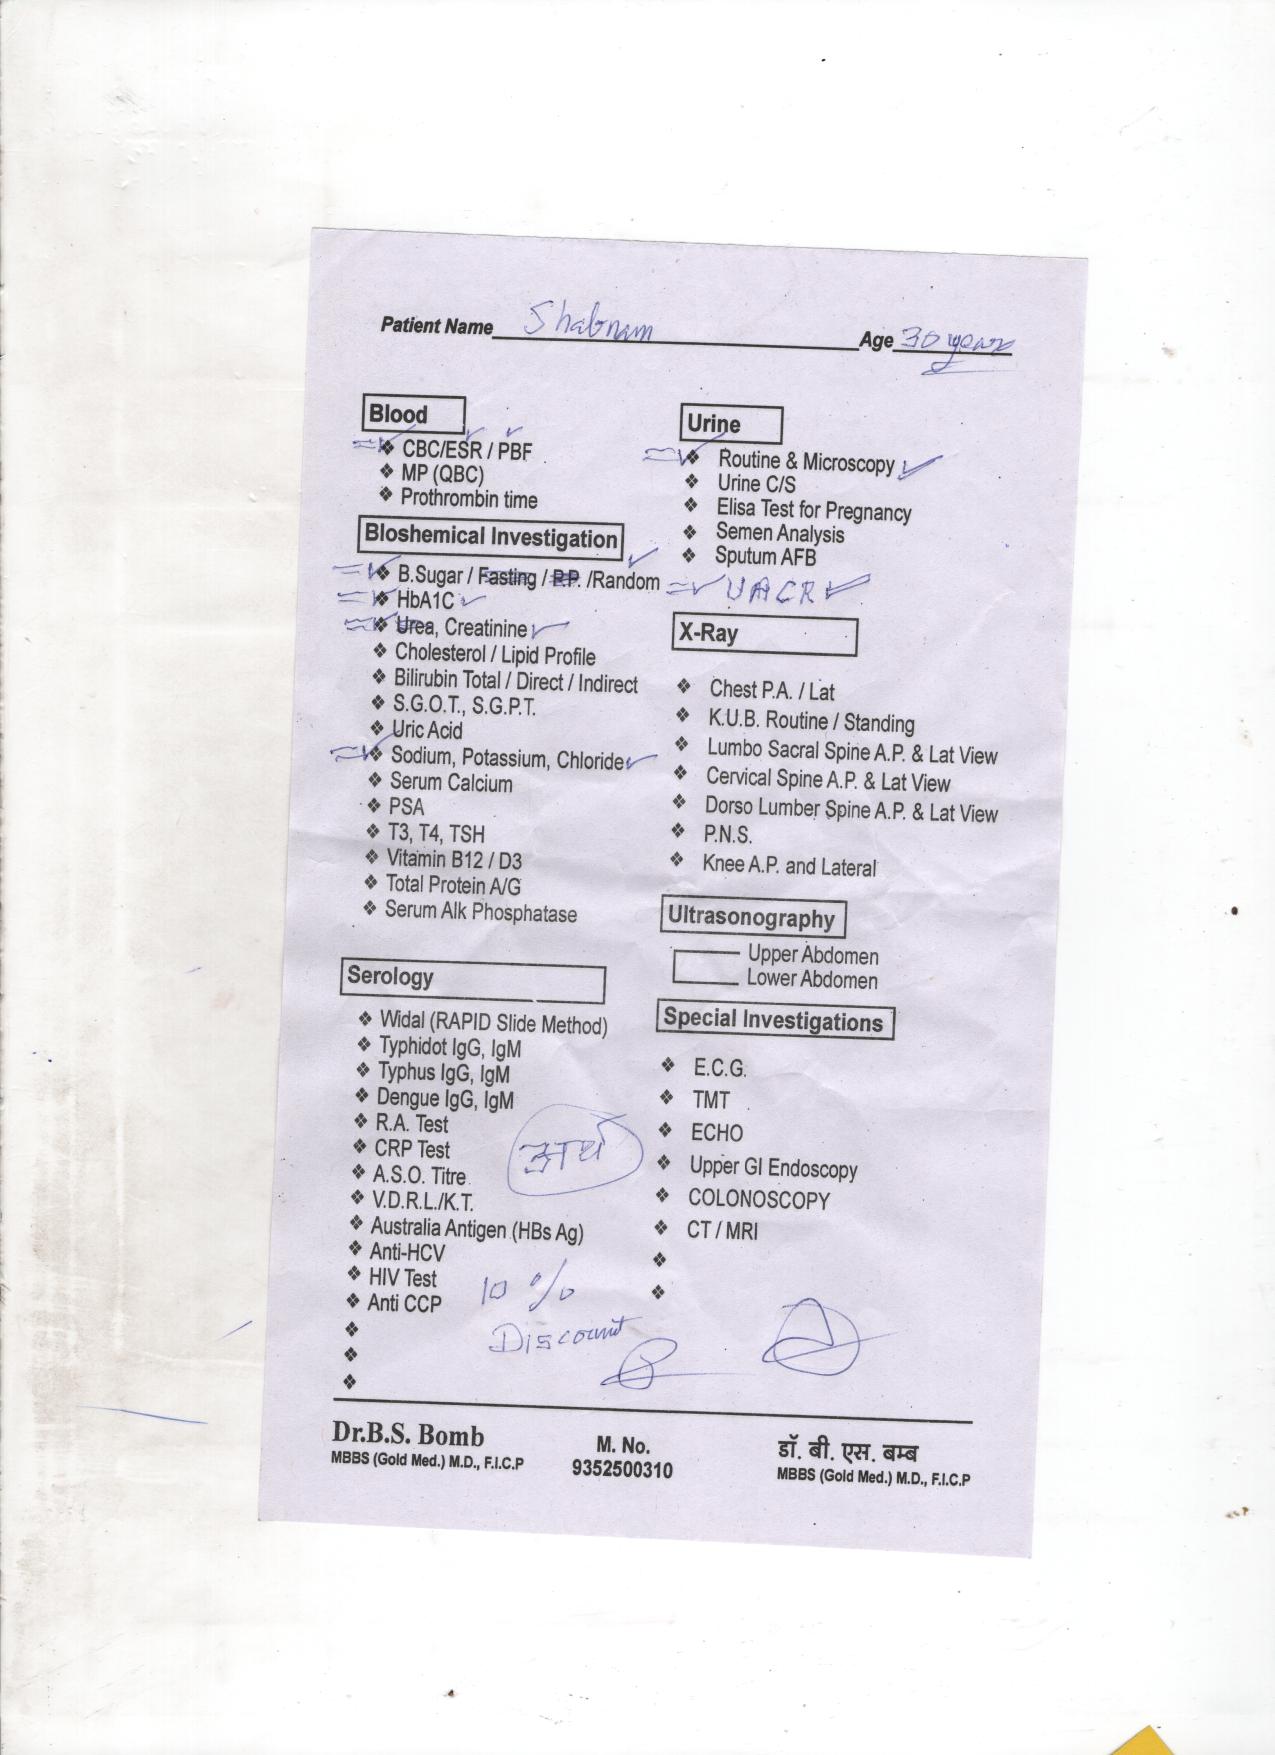 Patient Name Shabnam Age 30 years
Blood
CBC/ESR / PBF
MP (QBC)
Prothrombin time
Bloshemical Investigation
B.Sugar / Fasting / P.P. /Random
HbA1C
Urea, Creatinine
Cholesterol / Lipid Profile
Bilirubin Total / Direct / Indirect
S.G.O.T., S.G.P.T.
Uric Acid
Sodium, Potassium, Chloride
Serum Calcium
PSA
T3, T4, TSH
Vitamin B12 / D3
Total Protein A/G
Serum Alk Phosphatase
Serology
Widal (RAPID Slide Method)
Typhidot IgG, IgM
Typhus IgG, IgM
Dengue IgG, IgM
R.A. Test
CRP Test
A.S.O. Titre
V.D.R.L./K.T.
Australia Antigen (HBs Ag)
Anti-HCV
HIV Test
Anti CCP
10 %
Discount
Urine
Routine & Microscopy
Urine C/S
Elisa Test for Pregnancy
Semen Analysis
Sputum AFB
UACR
X-Ray
Chest P.A. / Lat
K.U.B. Routine / Standing
Lumbo Sacral Spine A.P. & Lat View
Cervical Spine A.P. & Lat View
Dorso Lumber Spine A.P. & Lat View
P.N.S.
Knee A.P. and Lateral
Ultrasonography
Upper Abdomen
Lower Abdomen
Special Investigations
E.C.G.
TMT
ECHO
Upper GI Endoscopy
COLONOSCOPY
CT / MRI
Dr.B.S. Bomb
MBBS (Gold Med.) M.D., F.I.C.P
M. No.
9352500310
डॉ. बी. एस. बम्ब
MBBS (Gold Med.) M.D., F.I.C.P